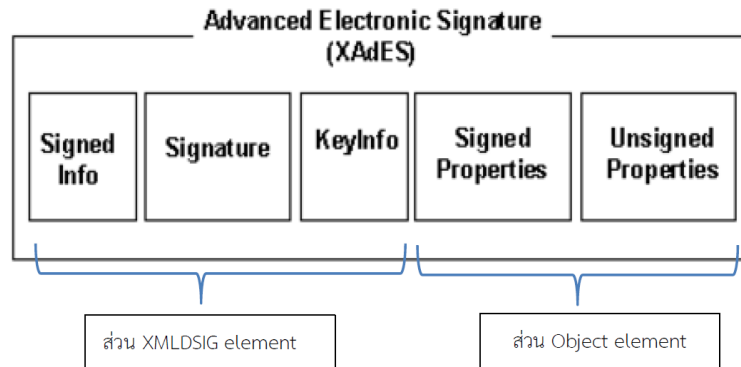 Advanced Electronic Signature
(XAdES)
Signed
Info
Signature
KeyInfo
Signed
Properties
Unsigned
Properties
ส่วน XMLDSIG element
ส่วน Object element